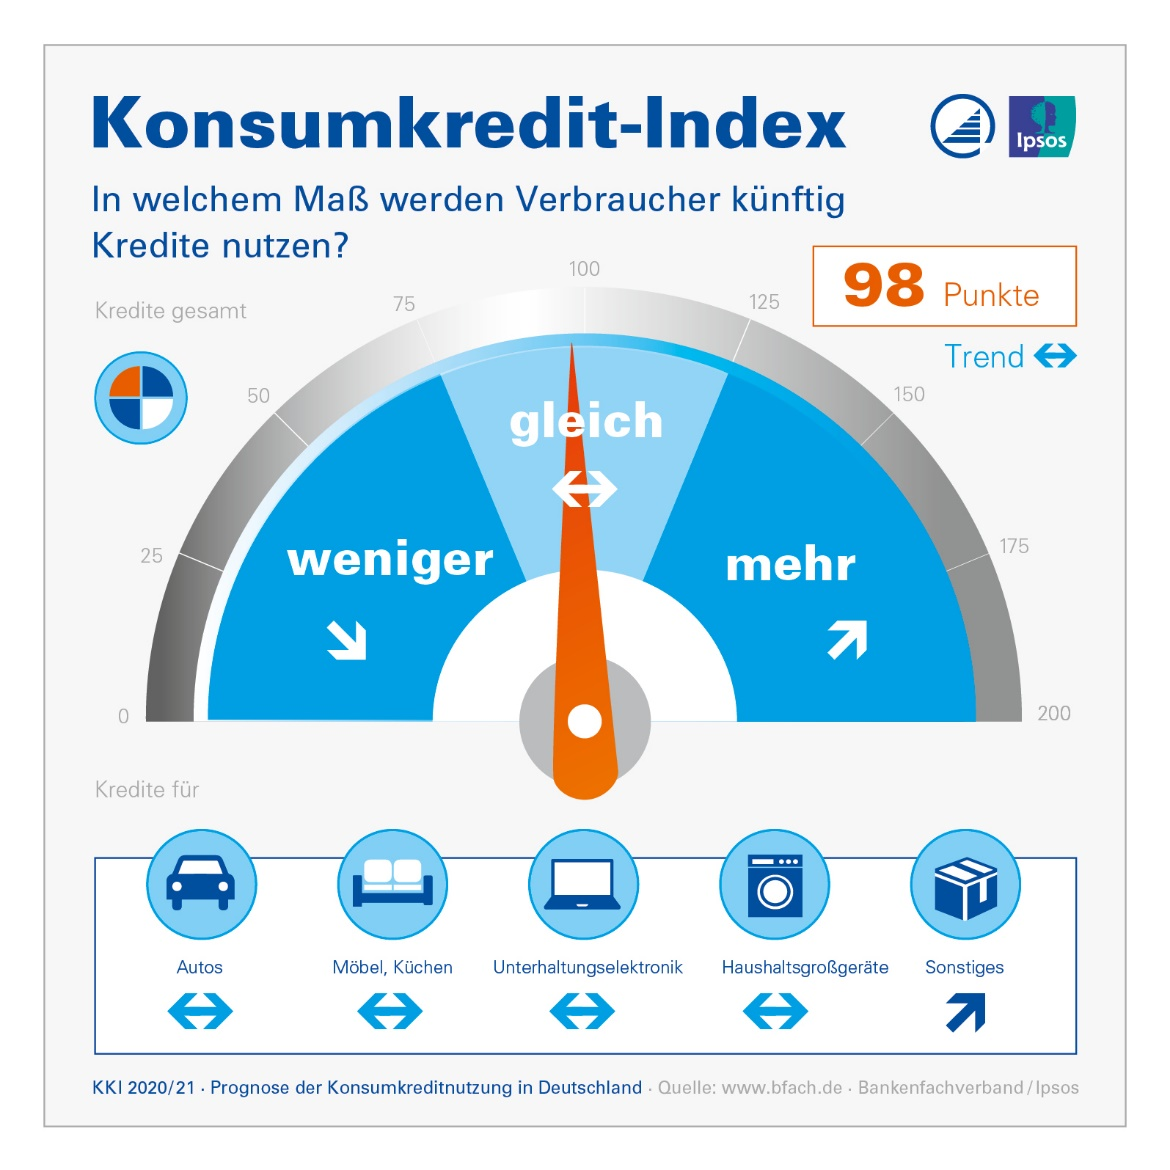 Konsumkredit-Index
Ipsos
In welchem Maß werden Verbraucher künftig
Kredite nutzen?
98 Punkte
Trend
Kredite gesamt
0
25
50
75
100
125
150
175
200
weniger
gleich
mehr
Kredite für
Autos
Möbel, Küchen
Unterhaltungselektronik
Haushaltsgroßgeräte
Sonstiges
KKI 2020/21 · Prognose der Konsumkreditnutzung in Deutschland · Quelle: www.bfach.de · Bankenfachverband/Ipsos